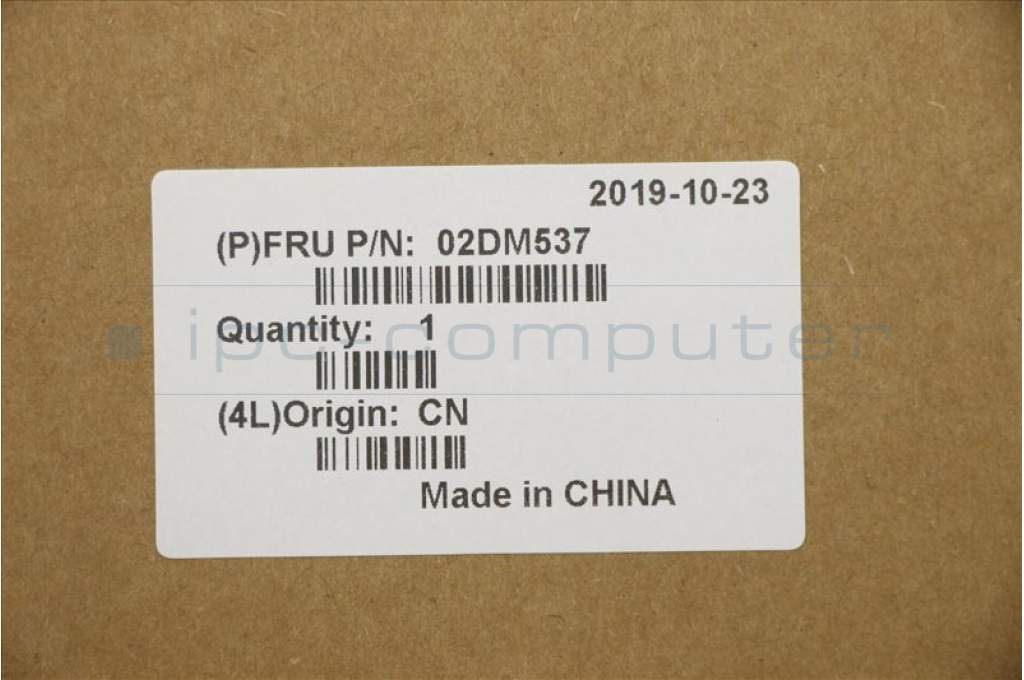 2019-10-23
(P)FRU P/N: 02DM537
Quantity: 1
ipc-computer
(4L)Origin: CN
Made in CHINA